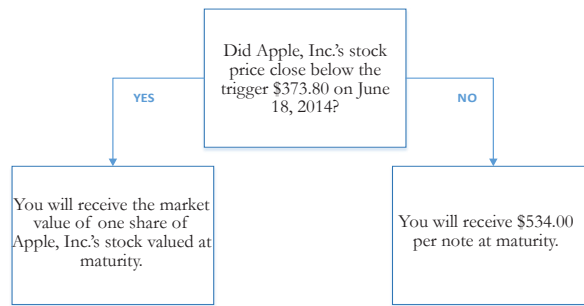 Did Apple, Inc.'s stock
price close below the
trigger $373.80 on June
18, 2014?
YES
NO
You will receive the market
value of one share of
Apple, Inc.'s stock valued at
maturity.
You will receive $534.00
per note at maturity.